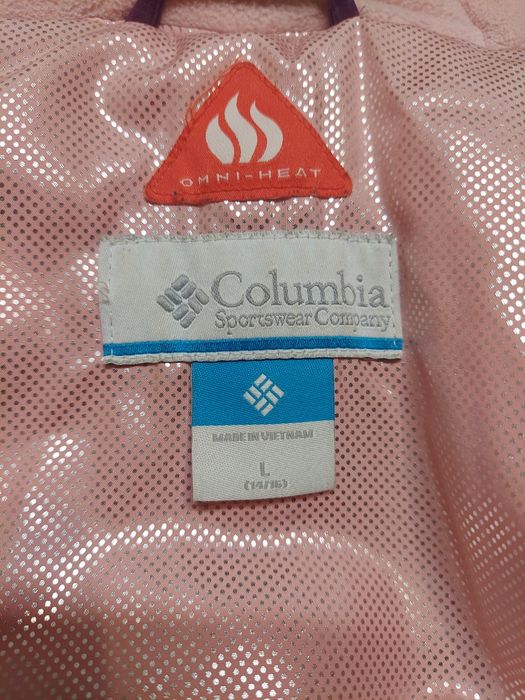 OMNI-HEAT
Columbia
Sportswear Company
MADE IN VIETNAM
L
(14/16)